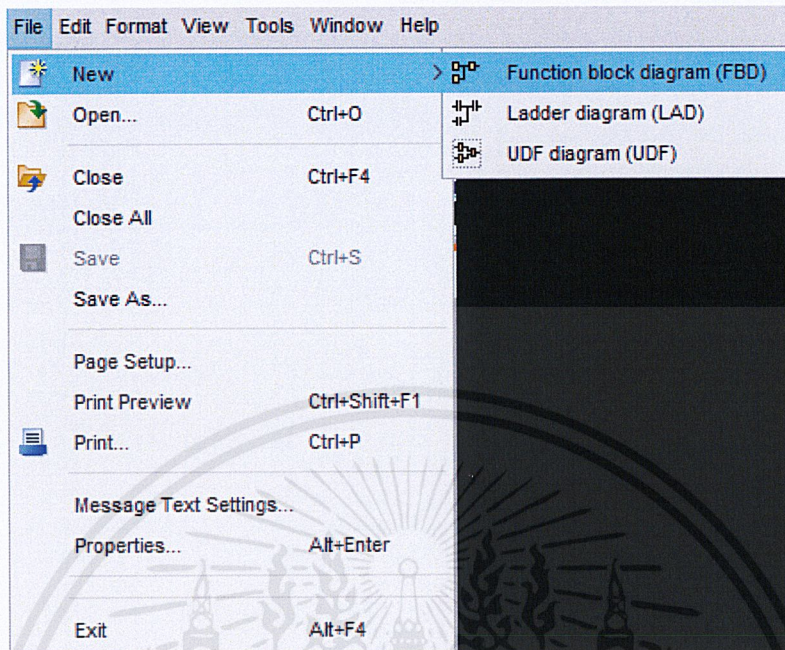 File Edit Format View Tools Window Help
New > Function block diagram (FBD)
Open... Ctrl+O Ladder diagram (LAD)
UDF diagram (UDF)
Close Ctrl+F4
Close All
Save Ctrl+S
Save As...
Page Setup...
Print Preview Ctrl+Shift+F1
Print... Ctrl+P
Message Text Settings...
Properties... Alt+Enter
Exit Alt+F4